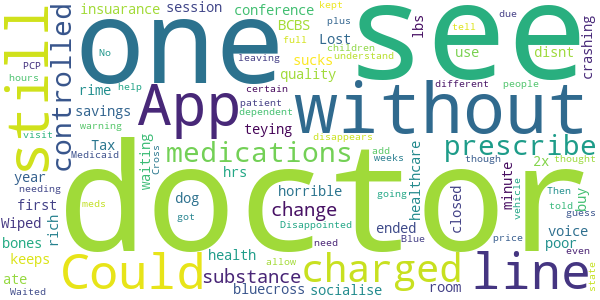 kept
insuarance session conference
plus
PCP
No
BCBS
Lost
children
due
tell
lbs
crashing
one see
still
controlled
hours
rime
help
full
sucks
understand
leaving
quality
use
disnt
certain
different
people
App
without
savings
patient
dependent
visit
warning
Tax
teying
disappears
Medicaid
waiting
Cross
medications
prescribe
add
weeks
though
2x
thought
year
hrs
healthcare
going
Then
needing
meds
dog
horrible
minute
vehicle
told
buy
first
rich
got
change
closed
guess
doctor
Wiped
Disappointed
ended
Blue
price
voice
bones
health
need
poor
keeps
Could
charged
line
allow
ate
substance
room
state
Waited
bluecross
socialise